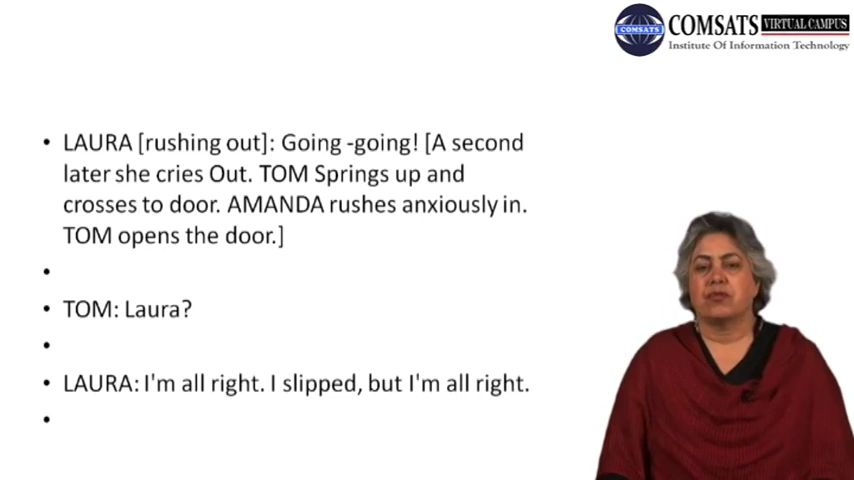 COMSATS VIRTUAL CAMPUS
COMSATS
Institute Of Information Technology
• LAURA [rushing out]: Going -going! [A second
later she cries Out. TOM Springs up and
crosses to door. AMANDA rushes anxiously in.
TOM opens the door.]
•
• TOM: Laura?
•
• LAURA: I'm all right. I slipped, but I'm all right.
•